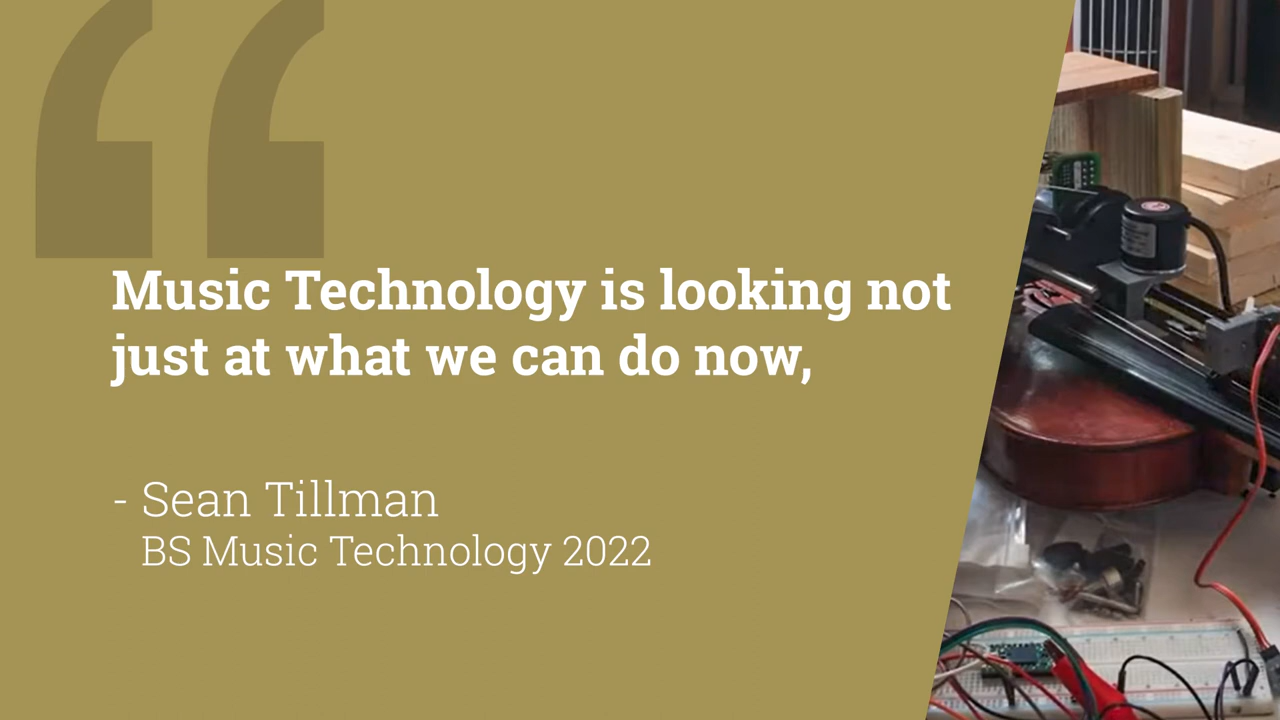 “
Music Technology is looking not
just at what we can do now,
- Sean Tillman
BS Music Technology 2022